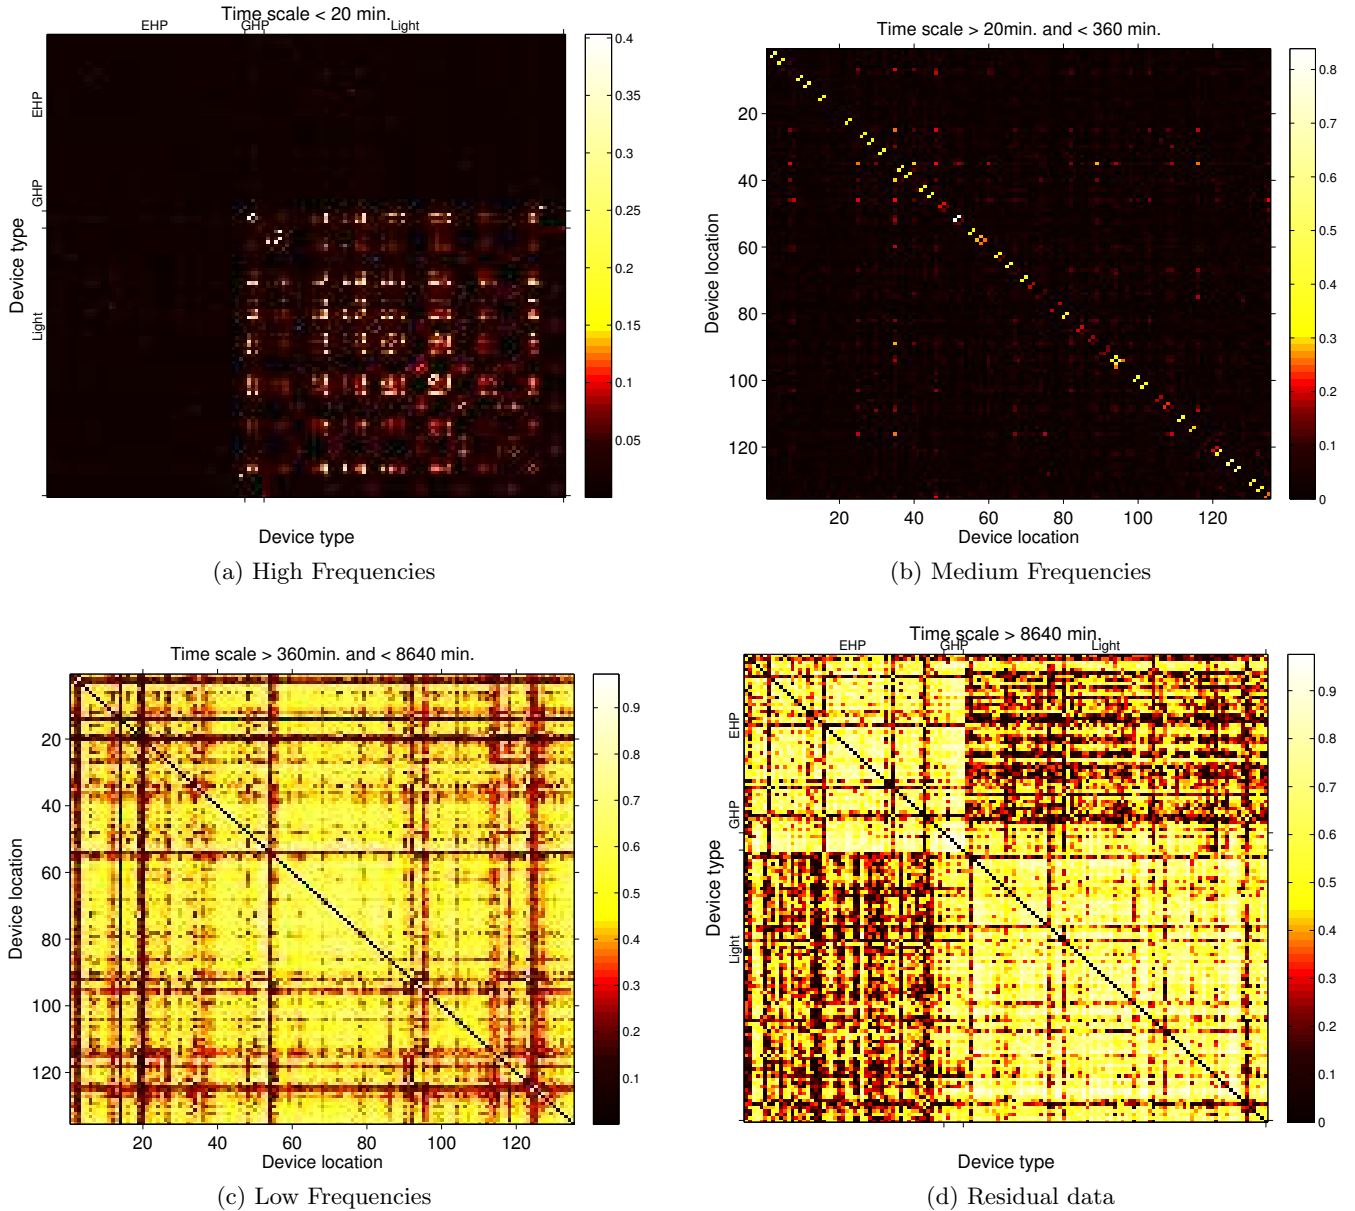 Time scale < 20 min.
EHP GHP Light
EHP
GHP
Light
Device type
0.4
0.35
0.3
0.25
0.2
0.15
0.1
0.05
Device type
(a) High Frequencies
Time scale > 20min. and < 360 min.
Device location
20
40
60
80
100
120
0.8
0.7
0.6
0.5
0.4
0.3
0.2
0.1
0
20 40 60 80 100 120
Device location
(b) Medium Frequencies
Time scale > 360min. and < 8640 min.
Device location
20
40
60
80
100
120
0.9
0.8
0.7
0.6
0.5
0.4
0.3
0.2
0.1
20 40 60 80 100 120
Device location
(c) Low Frequencies
Time scale > 8640 min.
EHP GHP Light
EHP
GHP
Light
Device type
0.9
0.8
0.7
0.6
0.5
0.4
0.3
0.2
0.1
0
Device type
(d) Residual data